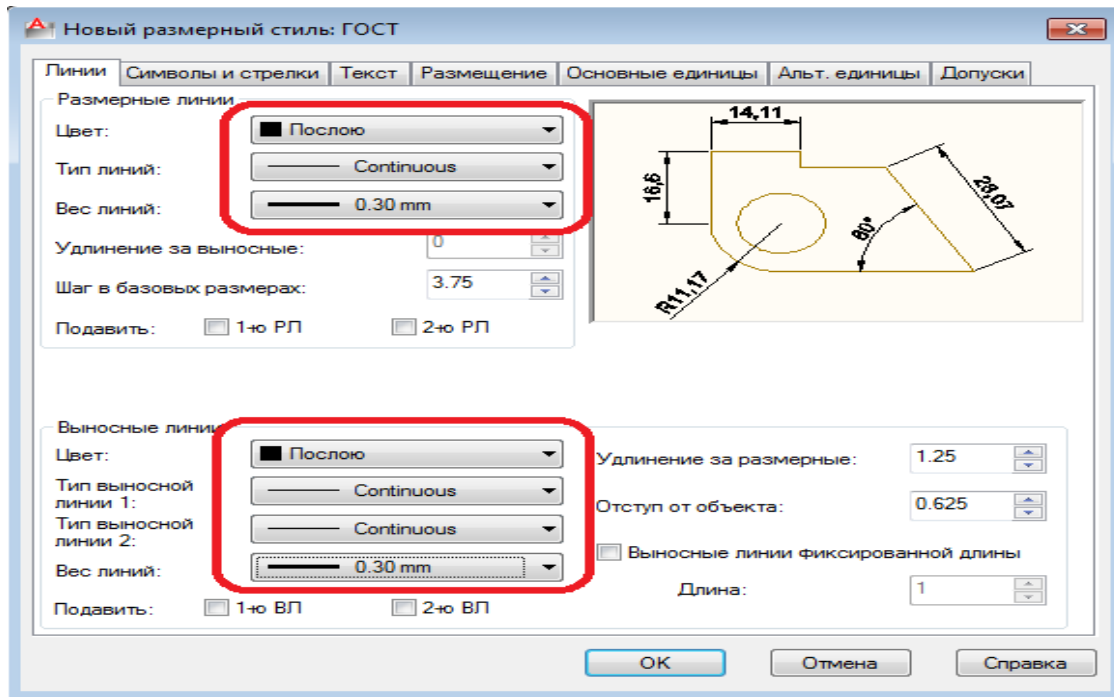 Новый размерный стиль: ГОСТ
Линии Символы и стрелки Текст Размещение Основные единицы Альт. единицы Допуски
Размерные линии
Цвет:
Послою
Тип линий:
Continuous
Вес линий:
0.30 mm
Удлинение за выносные:
0
Шаг в базовых размерах:
3.75
Подавить:
1-ю РЛ
2-ю РЛ
14,11
16,6
28,07
60°
R11,17
Выносные линии
Цвет:
Послою
Тип выносной
линии 1:
Continuous
Тип выносной
линии 2:
Continuous
Вес линий:
0.30 mm
Подавить:
1-ю ВЛ
2-ю ВЛ
Удлинение за размерные:
1.25
Отступ от объекта:
0.625
Выносные линии фиксированной длины
Длина:
1
OK
Отмена
Справка